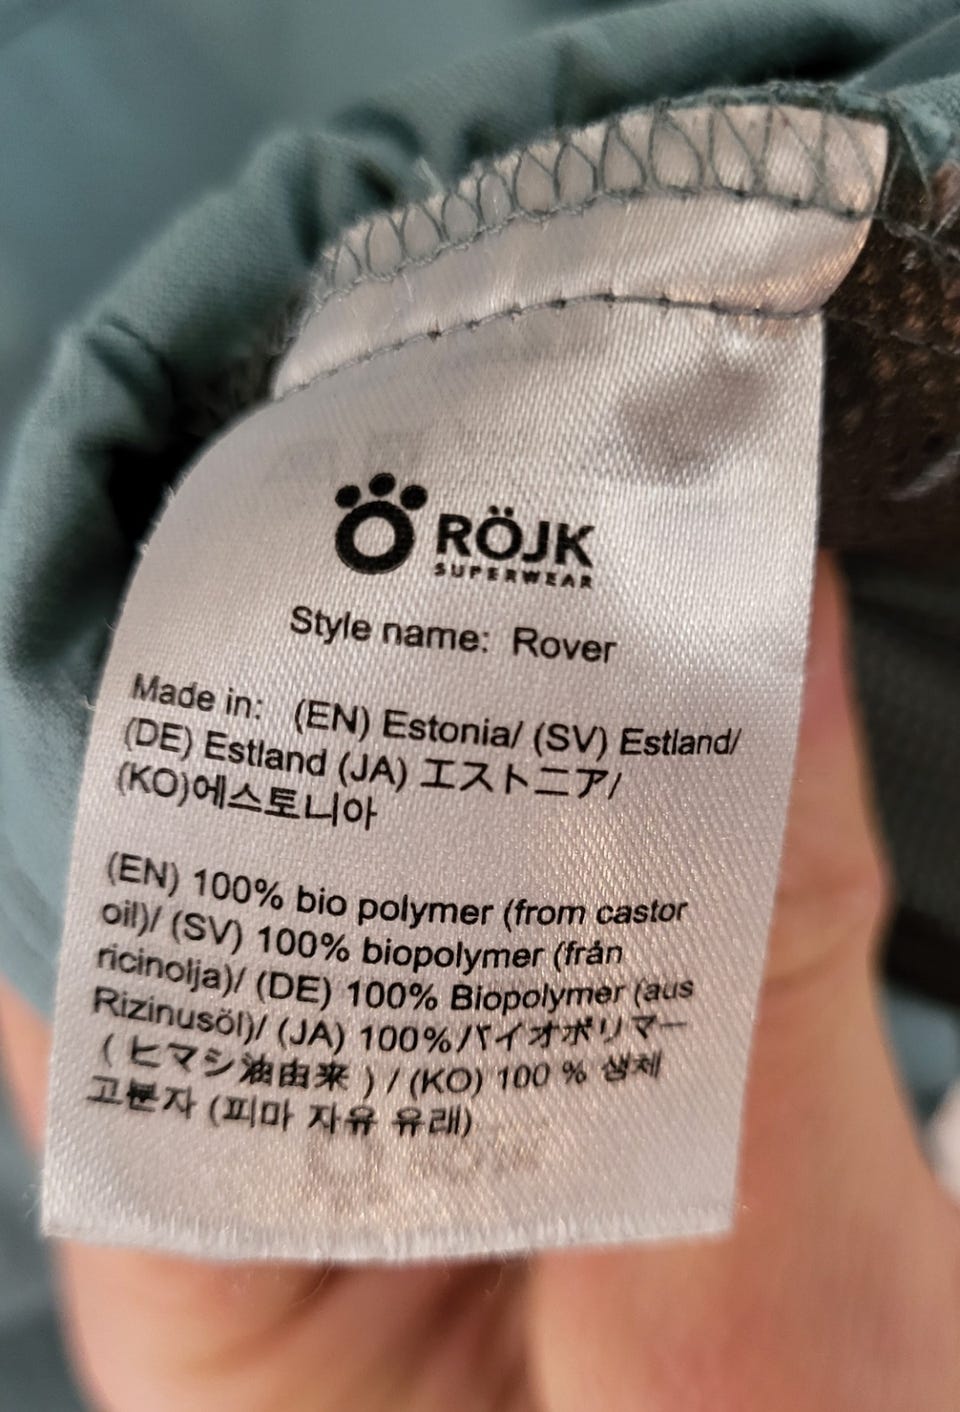 RÖJK
SUPERWEAR
Style name: Rover
Made in: (EN) Estonia/ (SV) Estland/
(DE) Estland (JA) エストニア/
(KO)에스토니아
(EN) 100% bio polymer (from castor
oil)/ (SV) 100% biopolymer (från
ricinolja)/ (DE) 100% Biopolymer (aus
Rizinusöl)/ (JA) 100%バイオポリマー
( ヒマシ油由来 ) / (KO) 100 % 생체
고분자 (피마 자유 유래)